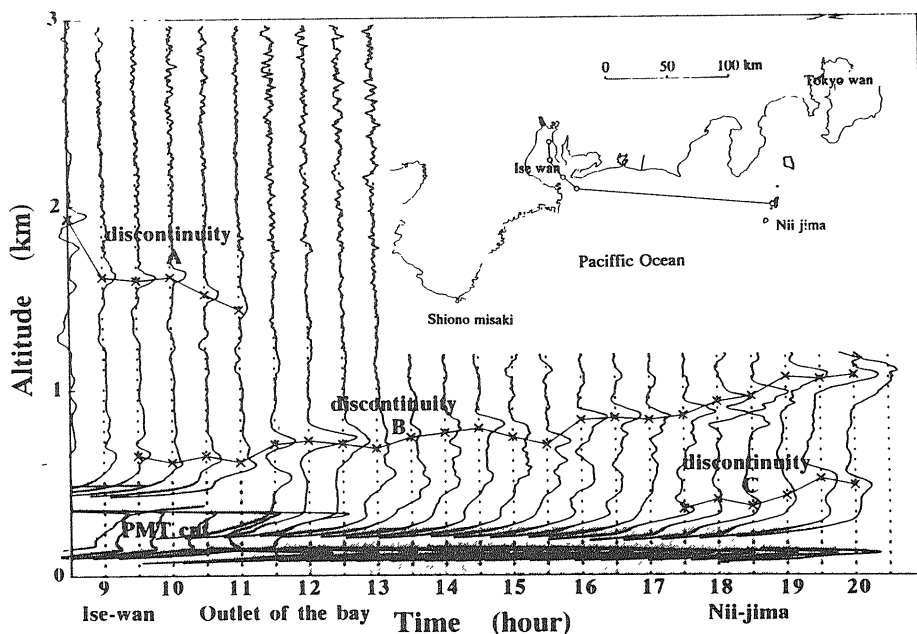 3
2
1
0
Altitude (km)
0 50 100 km
Tokyo wan
Ise wan
Nii jima
Paciffic Ocean
Shiono misaki
discontinuity
A
discontinuity
B
discontinuity
C
PMT cut
9 10 11 12 13 14 15 16 17 18 19 20
Ise-wan Outlet of the bay Time (hour) Nii-jima